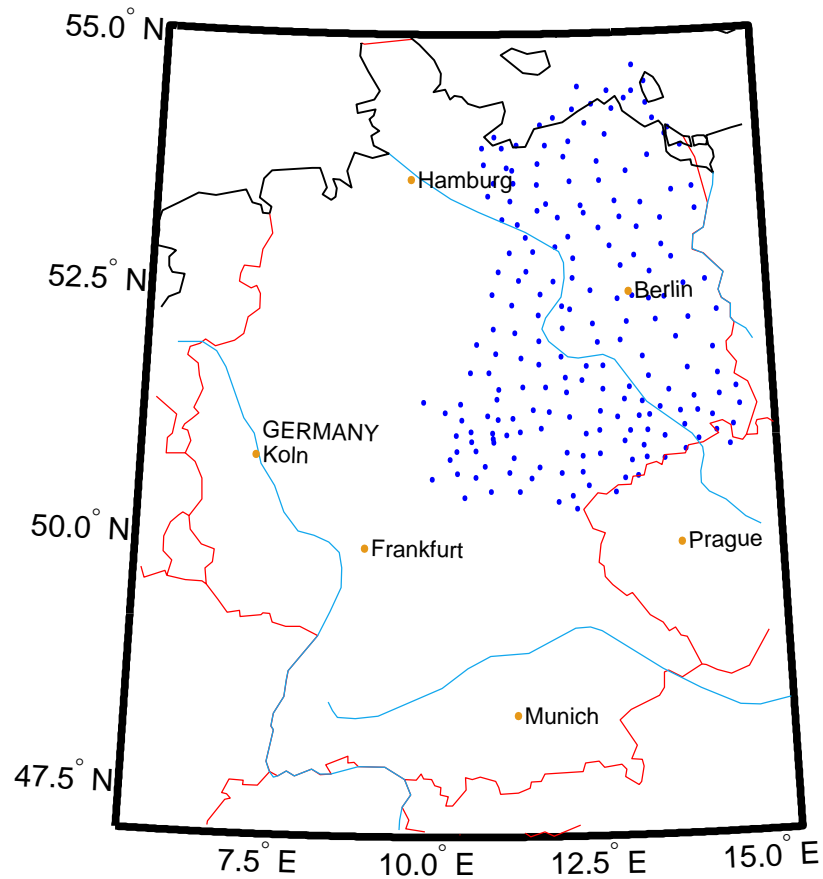 55.0° N
Hamburg
52.5° N
Berlin
GERMANY
Koln
50.0° N
Frankfurt
Prague
Munich
47.5° N
7.5° E
10.0° E
12.5° E
15.0° E